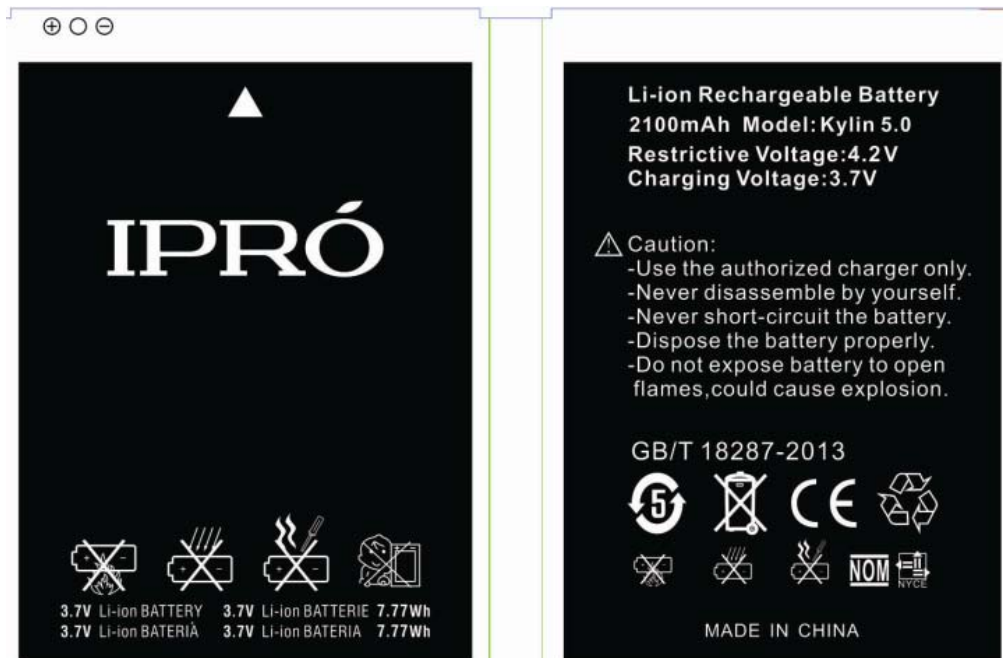 IPRÓ
3.7V Li-ion BATTERY 3.7V Li-ion BATTERIE 7.77Wh
3.7V Li-ion BATERIÀ 3.7V Li-ion BATERIA 7.77Wh
Li-ion Rechargeable Battery
2100mAh Model:Kylin 5.0
Restrictive Voltage:4.2V
Charging Voltage:3.7V
Caution:
-Use the authorized charger only.
-Never disassemble by yourself.
-Never short-circuit the battery.
-Dispose the battery properly.
-Do not expose battery to open
flames,could cause explosion.
GB/T 18287-2013
5 CE
NOM NYCE
MADE IN CHINA